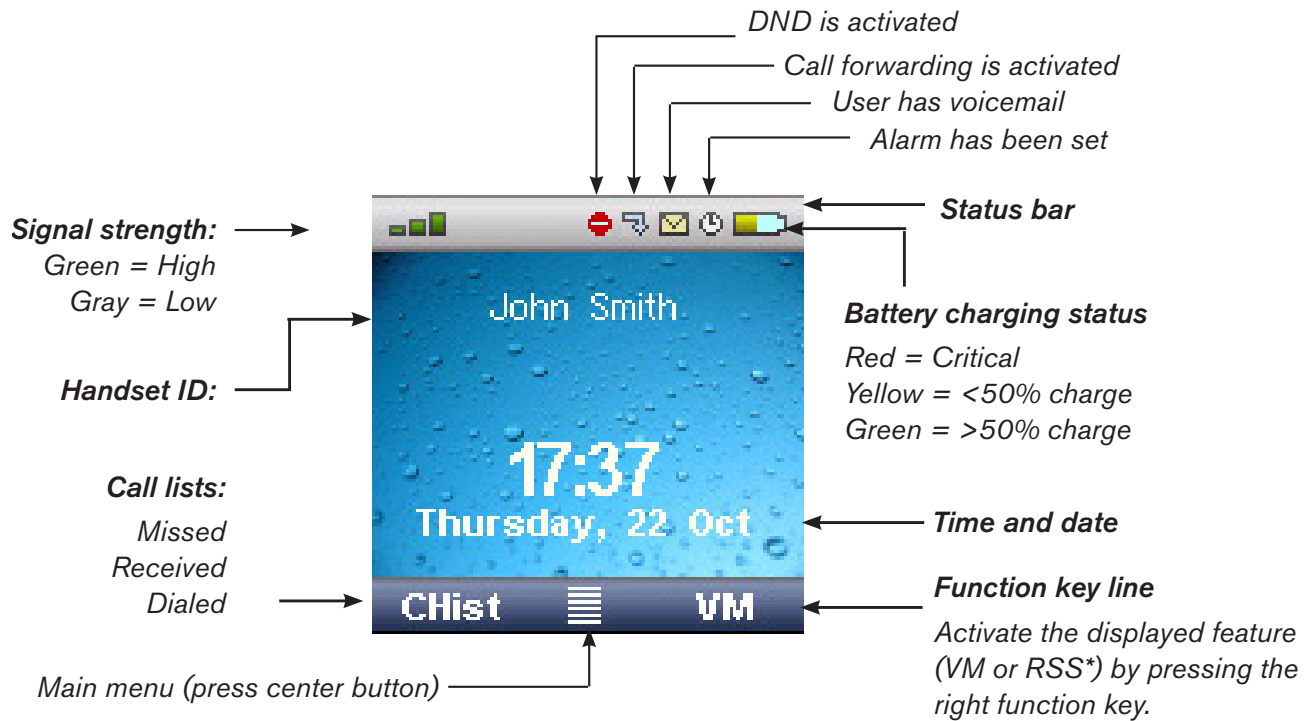 DND is activated
Call forwarding is activated
User has voicemail
Alarm has been set
Status bar
Signal strength:
Green = High
Gray = Low
John Smith
Battery charging status
Red = Critical
Yellow = <50% charge
Green = >50% charge
Handset ID:
17:37
Thursday, 22 Oct
Call lists:
Missed
Received
Dialed
Time and date
CHist
VM
Function key line
Activate the displayed feature
(VM or RSS*) by pressing the
right function key.
Main menu (press center button)